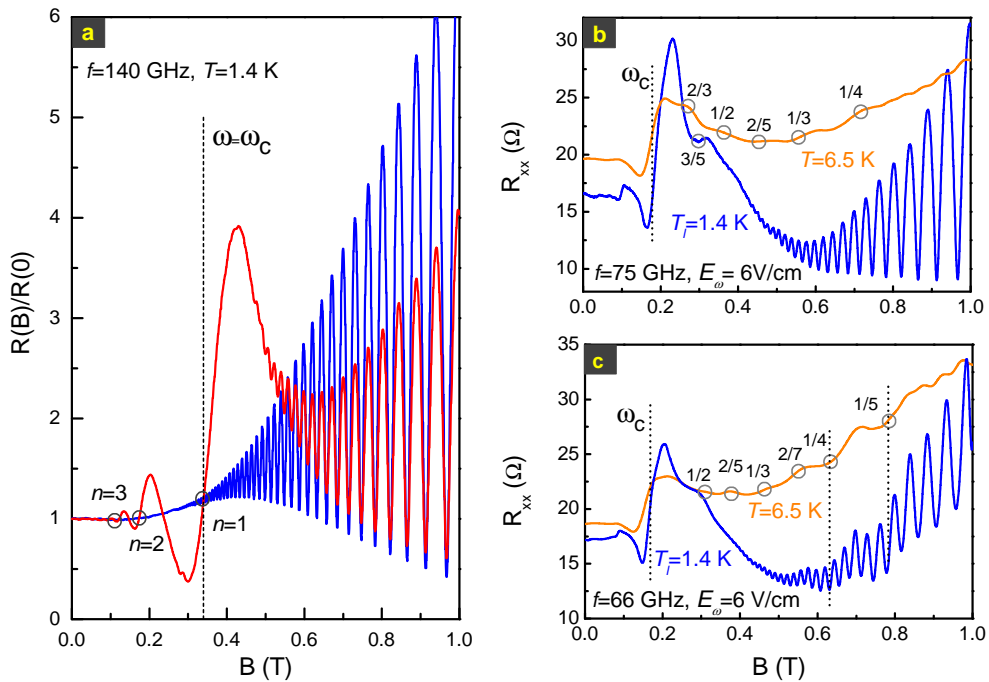 a
f=140 GHz, T=1.4 K
ω=ω_C
n=3
n=2
n=1
R(B)/R(0)
6
5
4
3
2
1
0
0.0 0.2 0.4 0.6 0.8 1.0
B (T)
b
ω_C
2/3
1/2
2/5
1/3
1/4
3/5
T=6.5 K
T_l=1.4 K
f=75 GHz, E_ω= 6V/cm
R_xx (Ω)
30
25
20
15
10
0.0 0.2 0.4 0.6 0.8 1.0
c
ω_C
1/2
2/5
1/3
2/7
1/4
1/5
T=6.5 K
T_l=1.4 K
f=66 GHz, E_ω=6 V/cm
R_xx (Ω)
35
30
25
20
15
10
0.0 0.2 0.4 0.6 0.8 1.0
B (T)